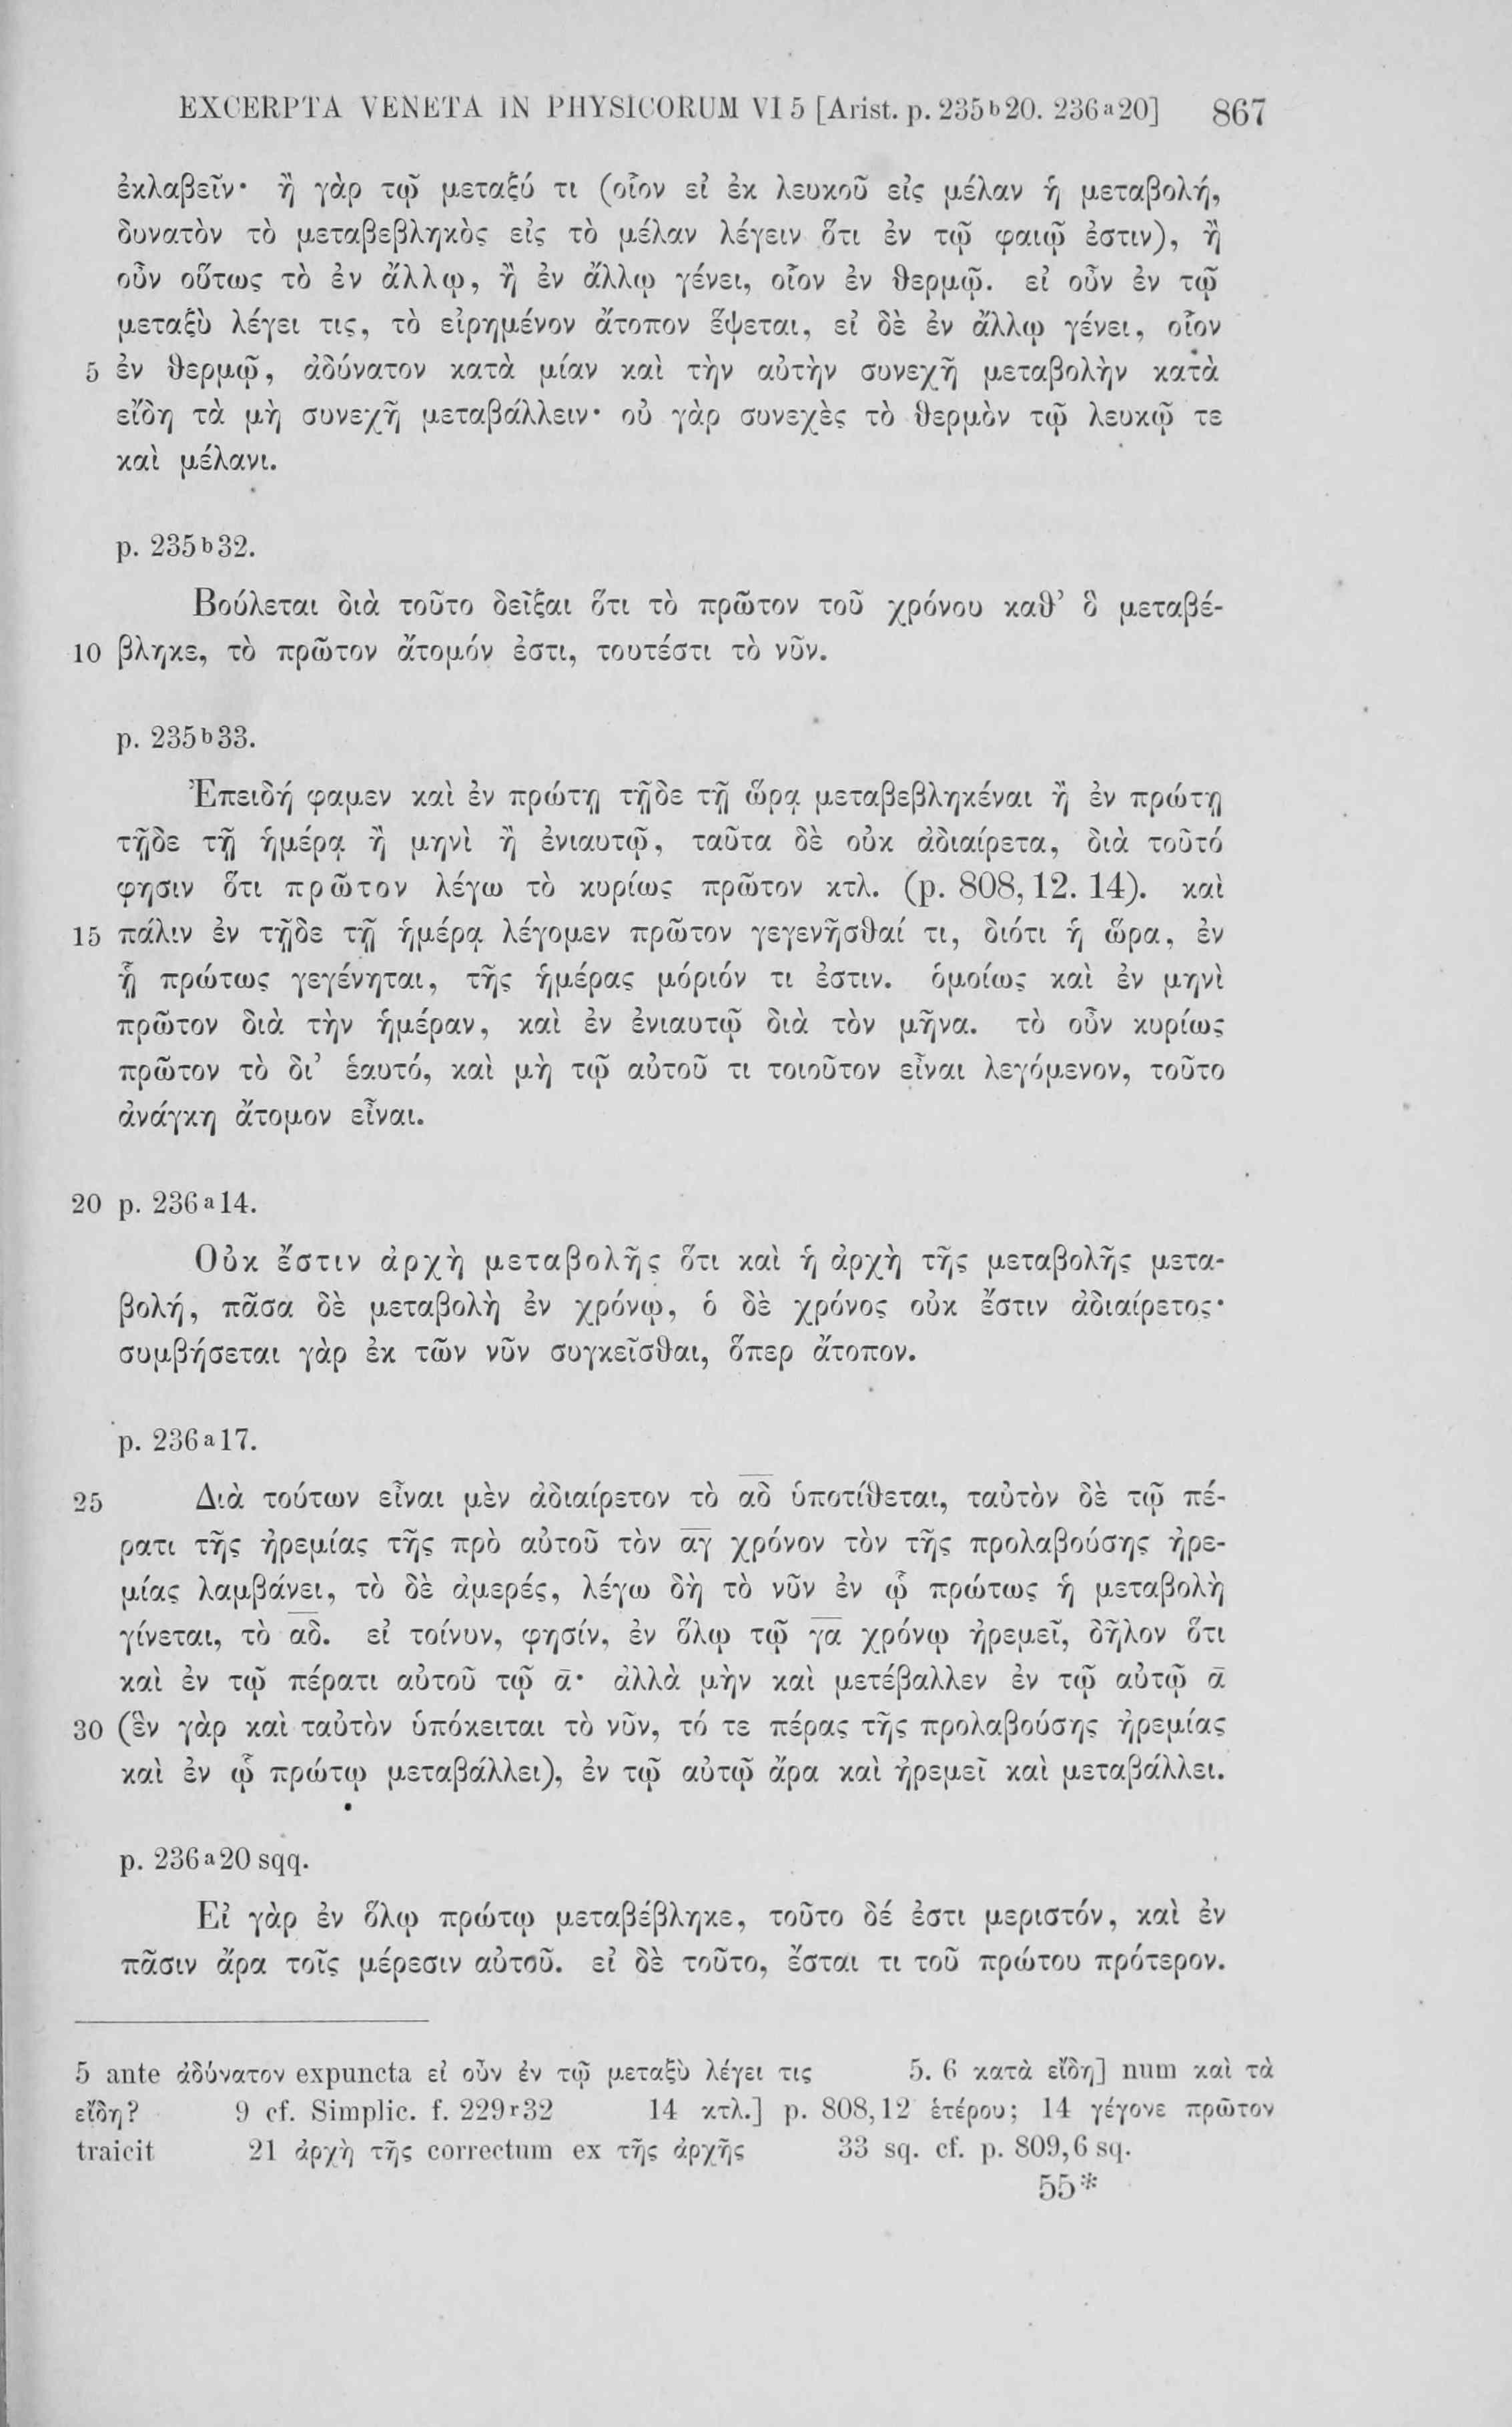 EXCERPTA VENETA IN PHYSICORUM VI 5 [Arist. p. 235ᵇ20. 236ᵃ20] 867
ἐκλαβεῖν· ἢ γὰρ τῷ μεταξύ τι (οἷον εἰ ἐκ λευκοῦ εἰς μέλαν ἡ μεταβολή,
δυνατὸν τὸ μεταβεβληκὸς εἰς τὸ μέλαν λέγειν ὅτι ἐν τῷ φαιῷ ἐστιν), ἢ
οὖν οὕτως τὸ ἐν ἄλλῳ, ἢ ἐν ἄλλῳ γένει, οἷον ἐν θερμῷ. εἰ οὖν ἐν τῷ
μεταξὺ λέγει τις, τὸ εἰρημένον ἄτοπον ἕψεται, εἰ δὲ ἐν ἄλλῳ γένει, οἷον
5 ἐν θερμῷ, ἀδύνατον κατὰ μίαν καὶ τὴν αὐτὴν συνεχῆ μεταβολὴν κατὰ
εἴδη τὰ μὴ συνεχῆ μεταβάλλειν· οὐ γὰρ συνεχὲς τὸ θερμὸν τῷ λευκῷ τε
καὶ μέλανι.
p. 235ᵇ32.
Βούλεται διὰ τοῦτο δεῖξαι ὅτι τὸ πρῶτον τοῦ χρόνου καθ’ ὃ μεταβέ-
10 βληκε, τὸ πρῶτον ἄτομόν ἐστι, τουτέστι τὸ νῦν.
p. 235ᵇ33.
Ἐπειδή φαμεν καὶ ἐν πρώτῃ τῇδε τῇ ὥρᾳ μεταβεβληκέναι ἢ ἐν πρώτῃ
τῇδε τῇ ἡμέρᾳ ἢ μηνὶ ἢ ἐνιαυτῷ, ταῦτα δὲ οὐκ ἀδιαίρετα, διὰ τοῦτό
φησιν ὅτι πρῶτον λέγω τὸ κυρίως πρῶτον κτλ. (p. 808, 12. 14). καὶ
15 πάλιν ἐν τῇδε τῇ ἡμέρᾳ λέγομεν πρῶτον γεγενῆσθαί τι, διότι ἡ ὥρα, ἐν
ᾗ πρώτως γεγένηται, τῆς ἡμέρας μόριόν τι ἐστιν. ὁμοίως καὶ ἐν μηνὶ
πρῶτον διὰ τὴν ἡμέραν, καὶ ἐν ἐνιαυτῷ διὰ τὸν μῆνα. τὸ οὖν κυρίως
πρῶτον τὸ δι’ ἑαυτό, καὶ μὴ τῷ αὐτοῦ τι τοιοῦτον εἶναι λεγόμενον, τοῦτο
ἀνάγκη ἄτομον εἶναι.
20 p. 236ᵃ14.
Οὐκ ἔστιν ἀρχὴ μεταβολῆς ὅτι καὶ ἡ ἀρχὴ τῆς μεταβολῆς μετα-
βολή, πᾶσα δὲ μεταβολὴ ἐν χρόνῳ, ὁ δὲ χρόνος οὐκ ἔστιν ἀδιαίρετος·
συμβήσεται γὰρ ἐκ τῶν νῦν συγκεῖσθαι, ὅπερ ἄτοπον.
p. 236ᵃ17.
25 Διὰ τούτων εἶναι μὲν ἀδιαίρετον τὸ α̅δ̅ ὑποτίθεται, ταὐτὸν δὲ τῷ πέ-
ρατι τῆς ἠρεμίας τῆς πρὸ αὐτοῦ τὸν α̅γ̅ χρόνον τὸν τῆς προλαβούσης ἠρε-
μίας λαμβάνει, τὸ δὲ ἀμερές, λέγω δὴ τὸ νῦν ἐν ᾧ πρώτως ἡ μεταβολὴ
γίνεται, τὸ α̅δ̅. εἰ τοίνυν, φησίν, ἐν ὅλῳ τῷ γ̅α̅ χρόνῳ ἠρεμεῖ, δῆλον ὅτι
καὶ ἐν τῷ πέρατι αὐτοῦ τῷ α̅· ἀλλὰ μὴν καὶ μετέβαλλεν ἐν τῷ αὐτῷ α̅
30 (ἓν γὰρ καὶ ταὐτὸν ὑπόκειται τὸ νῦν, τό τε πέρας τῆς προλαβούσης ἠρεμίας
καὶ ἐν ᾧ πρώτῳ μεταβάλλει), ἐν τῷ αὐτῷ ἄρα καὶ ἠρεμεῖ καὶ μεταβάλλει.
p. 236ᵃ20 sqq.
Εἰ γὰρ ἐν ὅλῳ πρώτῳ μεταβέβληκε, τοῦτο δέ ἐστι μεριστόν, καὶ ἐν
πᾶσιν ἄρα τοῖς μέρεσιν αὐτοῦ. εἰ δὲ τοῦτο, ἔσται τι τοῦ πρώτου πρότερον.
5 ante ἀδύνατον expuncta εἰ οὖν ἐν τῷ μεταξὺ λέγει τις 5. 6 κατὰ εἴδη] num καὶ τὰ
εἴδη? 9 cf. Simplic. f. 229ʳ32 14 κτλ.] p. 808,12 ἑτέρου; 14 γέγονε πρῶτον
traicit 21 ἀρχὴ τῆς correctum ex τῆς ἀρχῆς 33 sq. cf. p. 809,6 sq.
55*